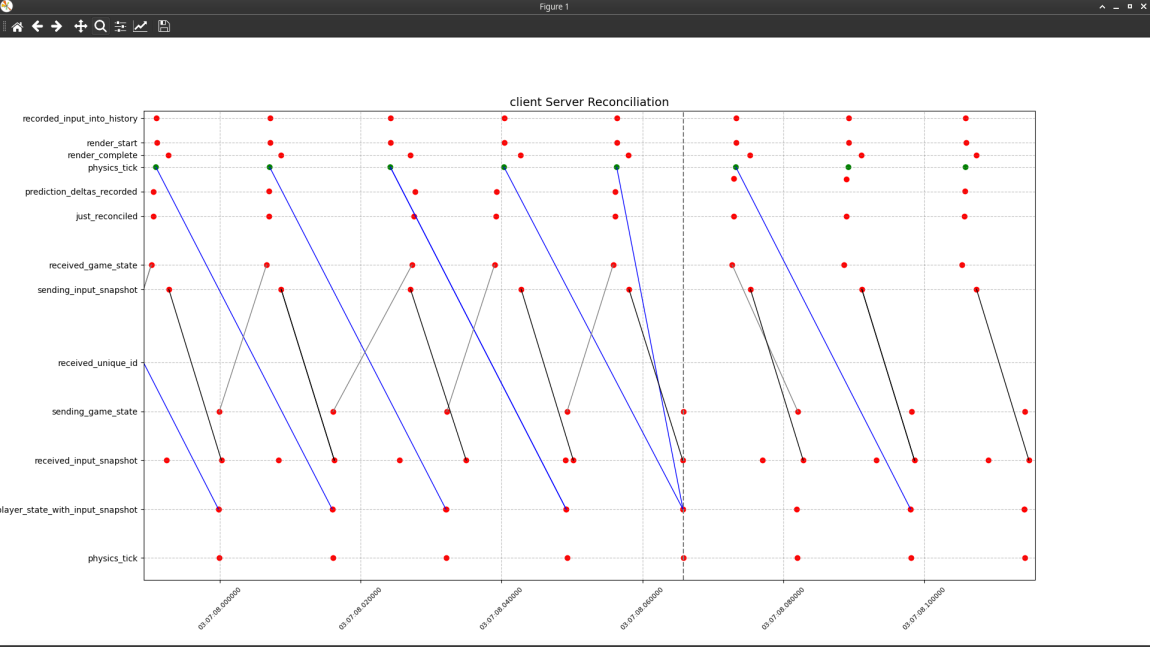 Figure 1
client Server Reconciliation
recorded_input_into_history
render_start
render_complete
physics_tick
prediction_deltas_recorded
just_reconciled
received_game_state
sending_input_snapshot
received_unique_id
sending_game_state
received_input_snapshot
layer_state_with_input_snapshot
physics_tick
03:07:08.000000
03:07:08.020000
03:07:08.040000
03:07:08.060000
03:07:08.080000
03:07:08.100000